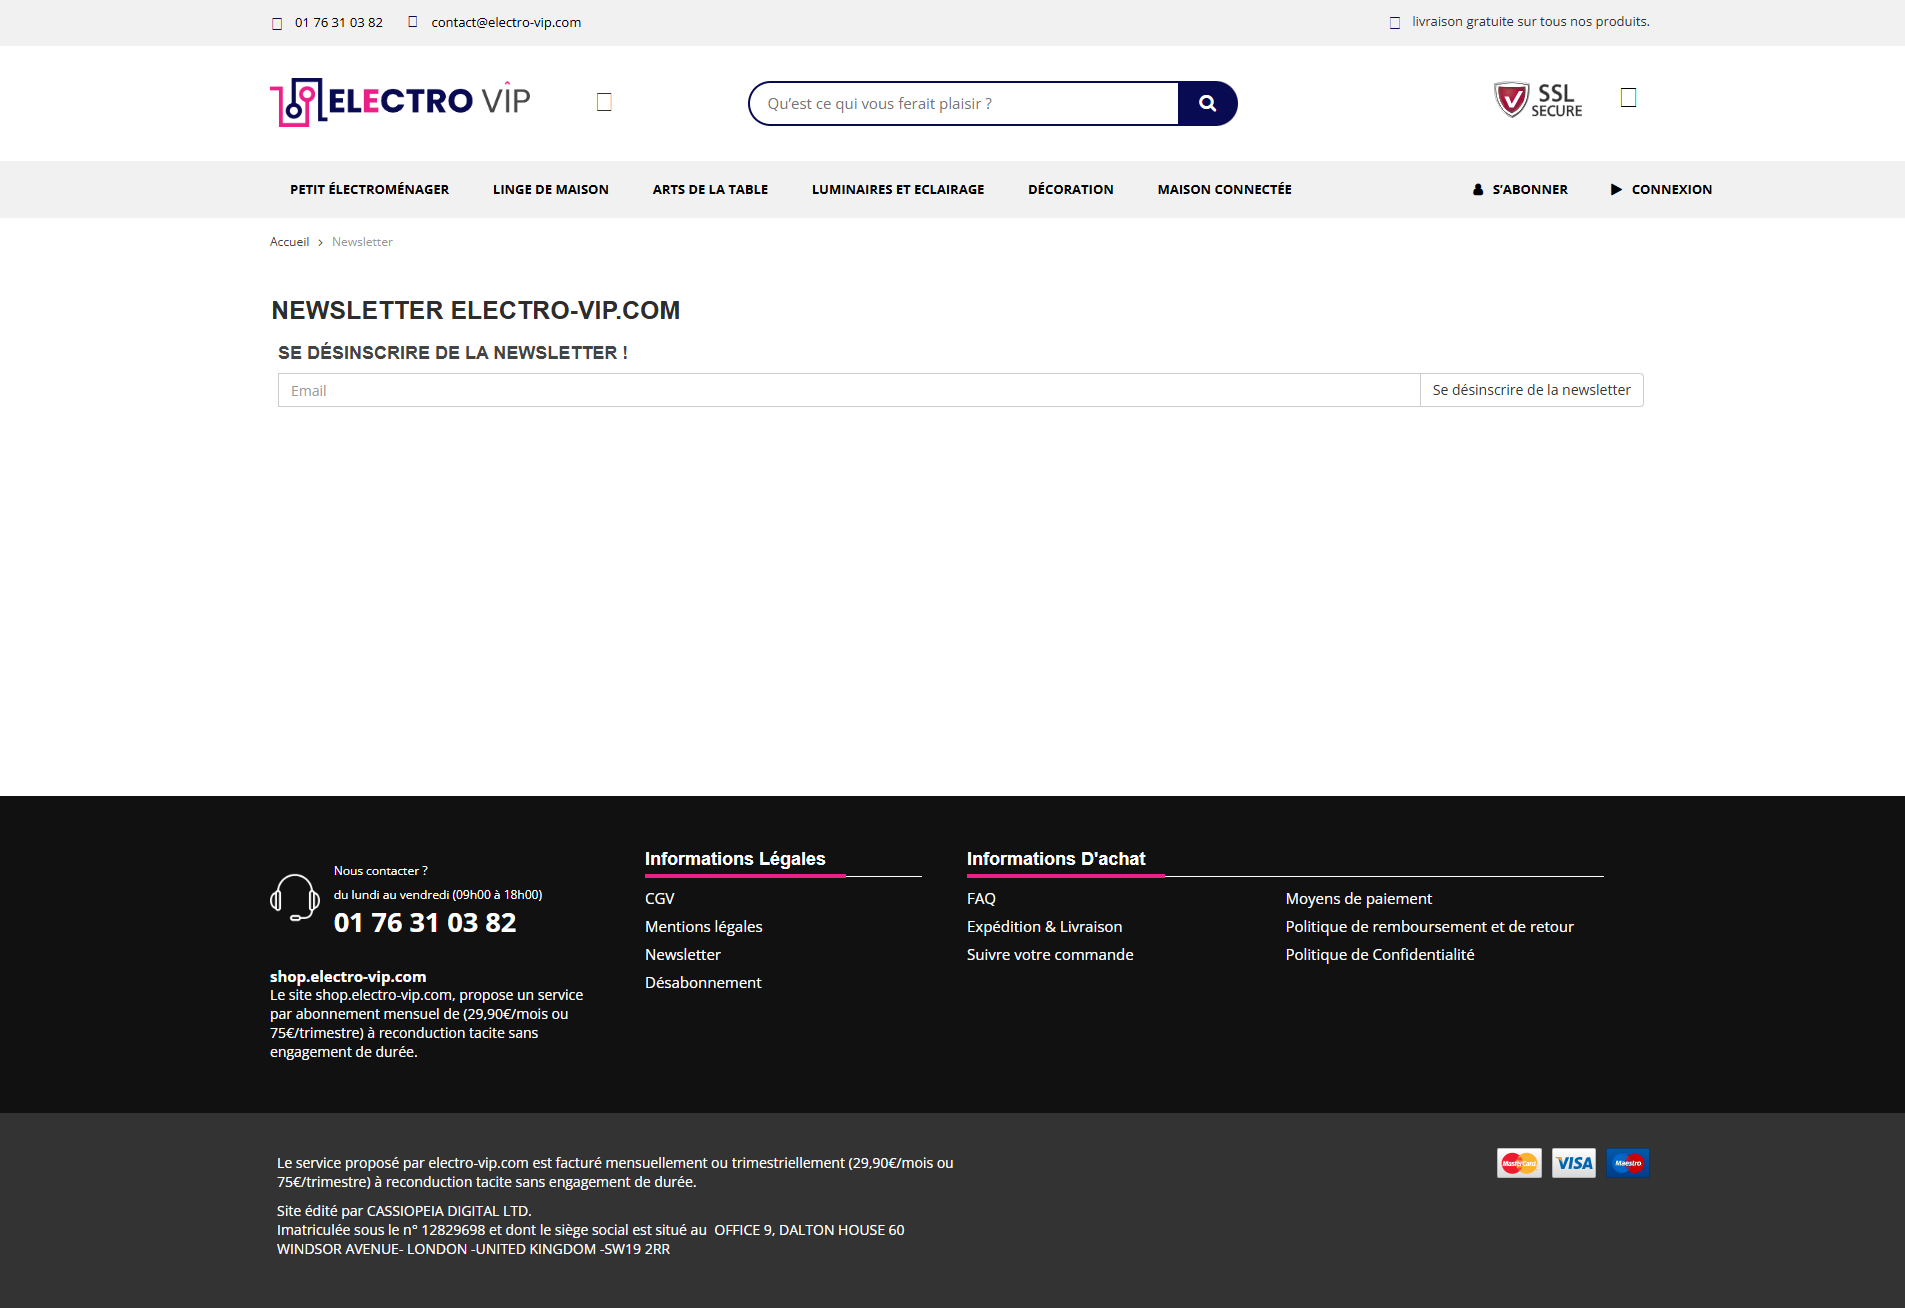 01 76 31 03 82
contact@electro-vip.com
livraison gratuite sur tous nos produits.
ELECTRO VIP
Qu’est ce qui vous ferait plaisir ?
SSL
SECURE
PETIT ÉLECTROMÉNAGER
LINGE DE MAISON
ARTS DE LA TABLE
LUMINAIRES ET ECLAIRAGE
DÉCORATION
MAISON CONNECTÉE
S’ABONNER
CONNEXION
Accueil > Newsletter
NEWSLETTER ELECTRO-VIP.COM
SE DÉSINSCRIRE DE LA NEWSLETTER !
Email
Se désinscrire de la newsletter
Nous contacter ?
du lundi au vendredi (09h00 à 18h00)
01 76 31 03 82
shop.electro-vip.com
Le site shop.electro-vip.com, propose un service
par abonnement mensuel de (29,90€/mois ou
75€/trimestre) à reconduction tacite sans
engagement de durée.
Informations Légales
CGV
Mentions légales
Newsletter
Désabonnement
Informations D'achat
FAQ
Expédition & Livraison
Suivre votre commande
Moyens de paiement
Politique de remboursement et de retour
Politique de Confidentialité
Le service proposé par electro-vip.com est facturé mensuellement ou trimestriellement (29,90€/mois ou
75€/trimestre) à reconduction tacite sans engagement de durée.
Site édité par CASSIOPEIA DIGITAL LTD.
Imatriculée sous le n° 12829698 et dont le siège social est situé au  OFFICE 9, DALTON HOUSE 60
WINDSOR AVENUE- LONDON -UNITED KINGDOM -SW19 2RR
MasterCard
VISA
Maestro